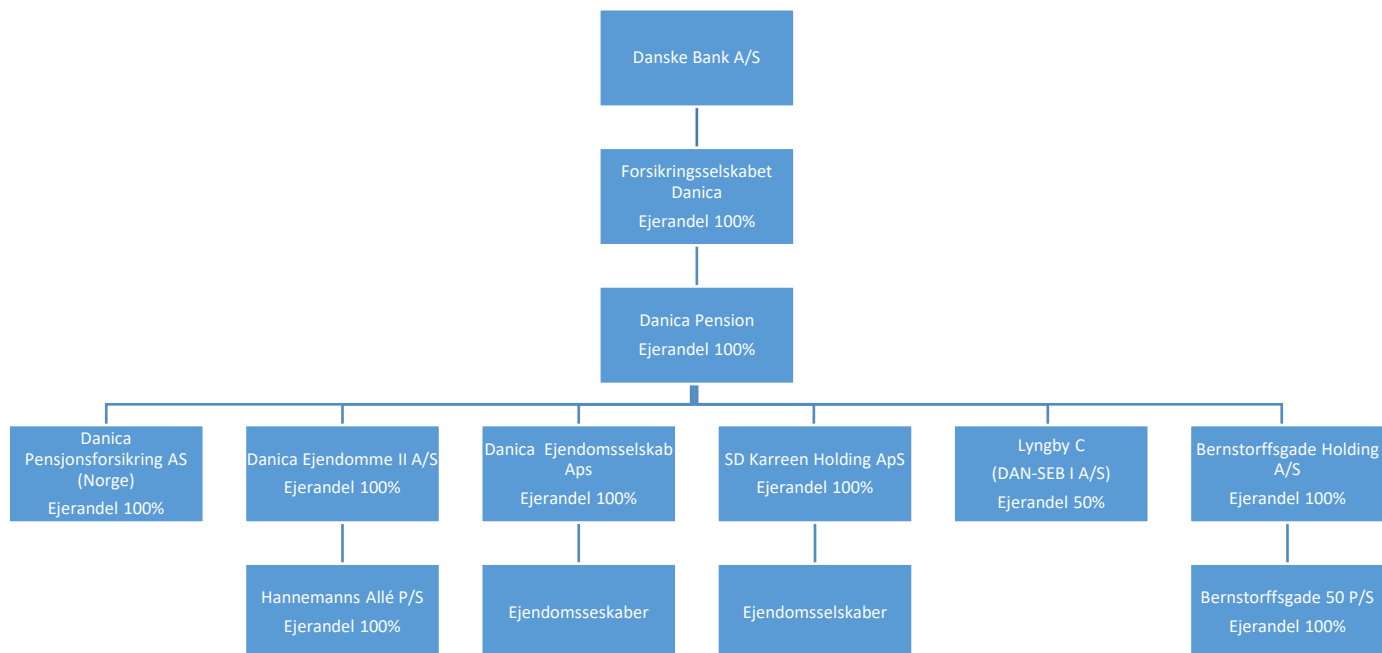 Danske Bank A/S
Forsikringsselskabet
Danica
Ejerandel 100%
Danica Pension
Ejerandel 100%
Danica
Pensjonsforsikring AS
(Norge)
Ejerandel 100%
Danica Ejendomme II A/S
Ejerandel 100%
Danica Ejendomsselskab
Aps
Ejerandel 100%
SD Karreen Holding ApS
Ejerandel 100%
Lyngby C
(DAN-SEB I A/S)
Ejerandel 50%
Bernstorffsgade Holding
A/S
Ejerandel 100%
Hannemanns Allé P/S
Ejerandel 100%
Ejendomsseskaber
Ejendomsselskaber
Bernstorffsgade 50 P/S
Ejerandel 100%